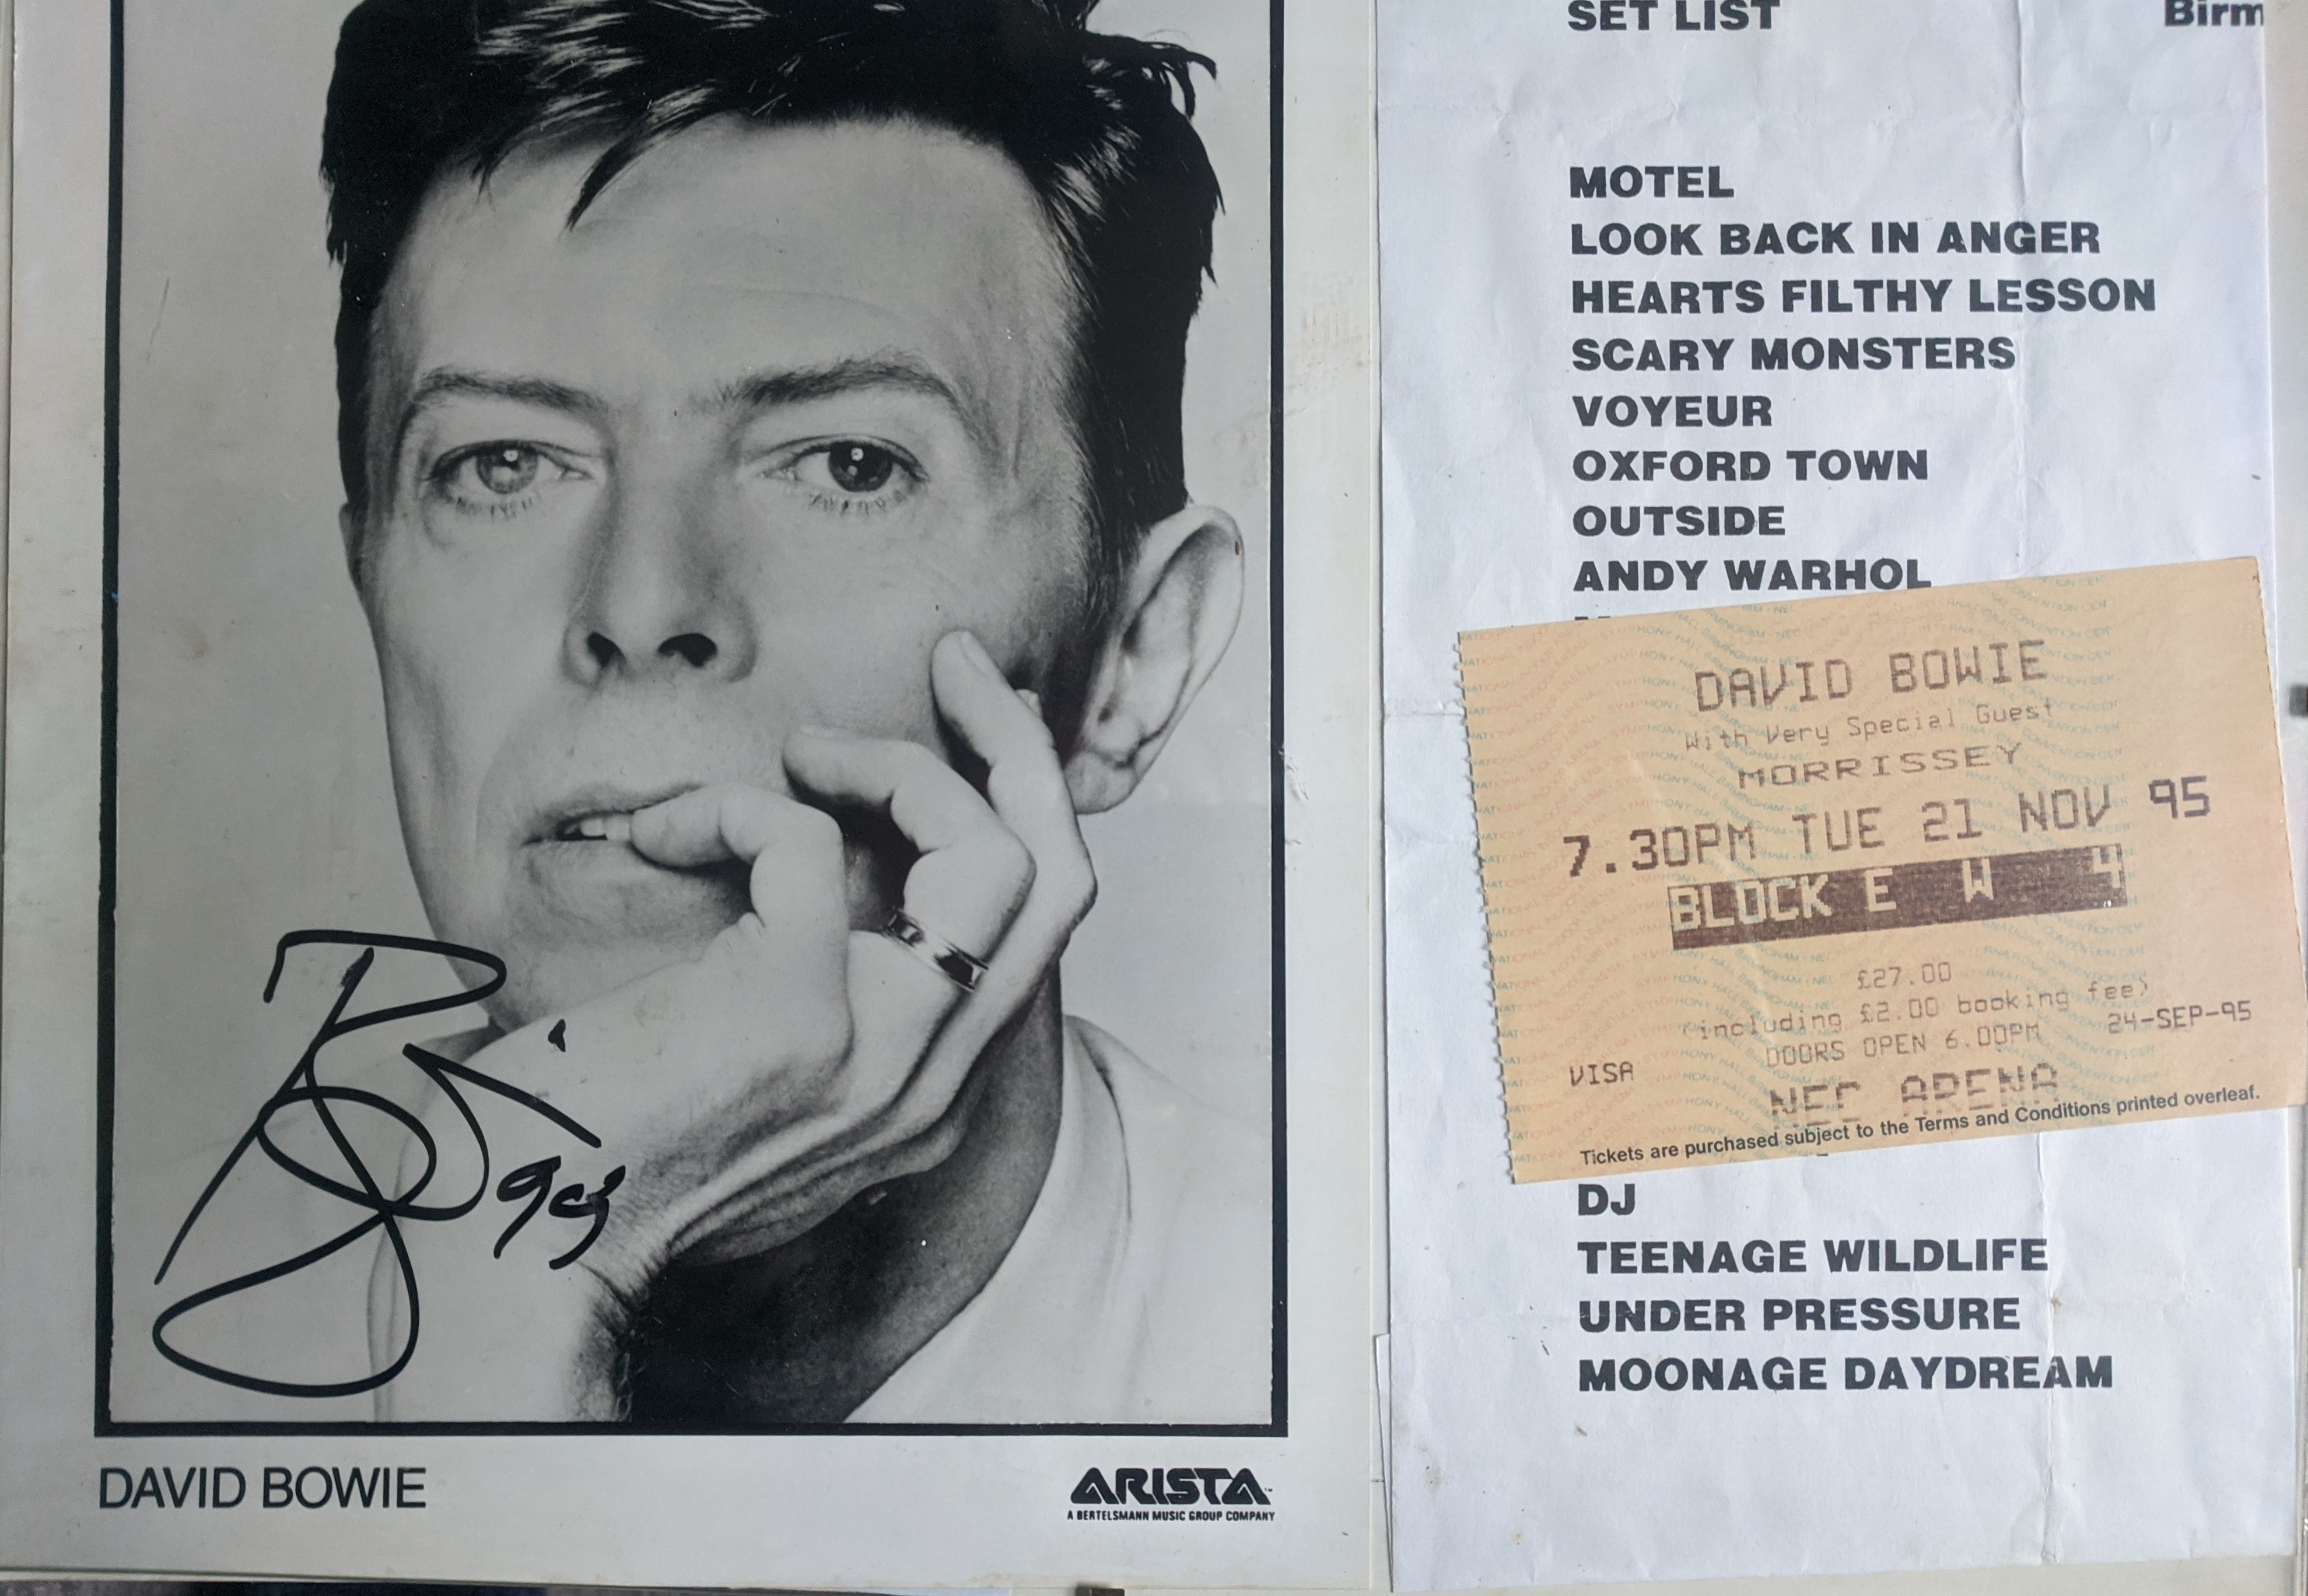 Bowie 95
DAVID BOWIE
ARISTA™
A BERTELSMANN MUSIC GROUP COMPANY
SET LIST
Birm
MOTEL
LOOK BACK IN ANGER
HEARTS FILTHY LESSON
SCARY MONSTERS
VOYEUR
OXFORD TOWN
OUTSIDE
ANDY WARHOL
DAVID BOWIE
With Very Special Guest
MORRISSEY
7.30PM TUE 21 NOV 95
BLOCK E W 4
£27.00
(including £2.00 booking fee)
DOORS OPEN 6.00PM
24-SEP-95
VISA
NEC ARENA
Tickets are purchased subject to the Terms and Conditions printed overleaf.
DJ
TEENAGE WILDLIFE
UNDER PRESSURE
MOONAGE DAYDREAM